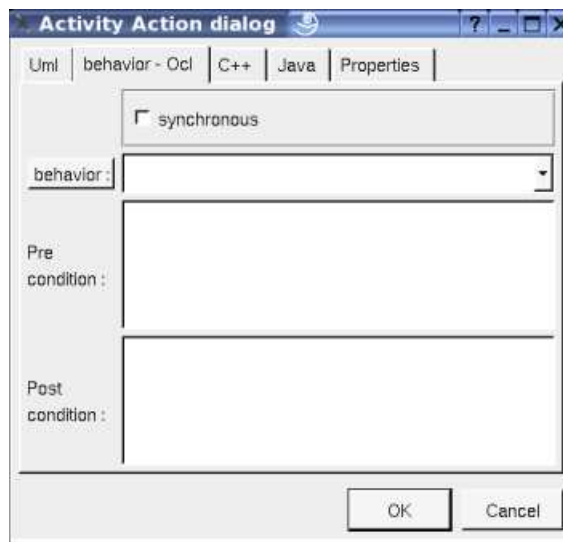 Activity Action dialog
Uml behavior - Ocl C++ Java Properties
synchronous
behavior :
Pre
condition :
Post
condition :
OK Cancel